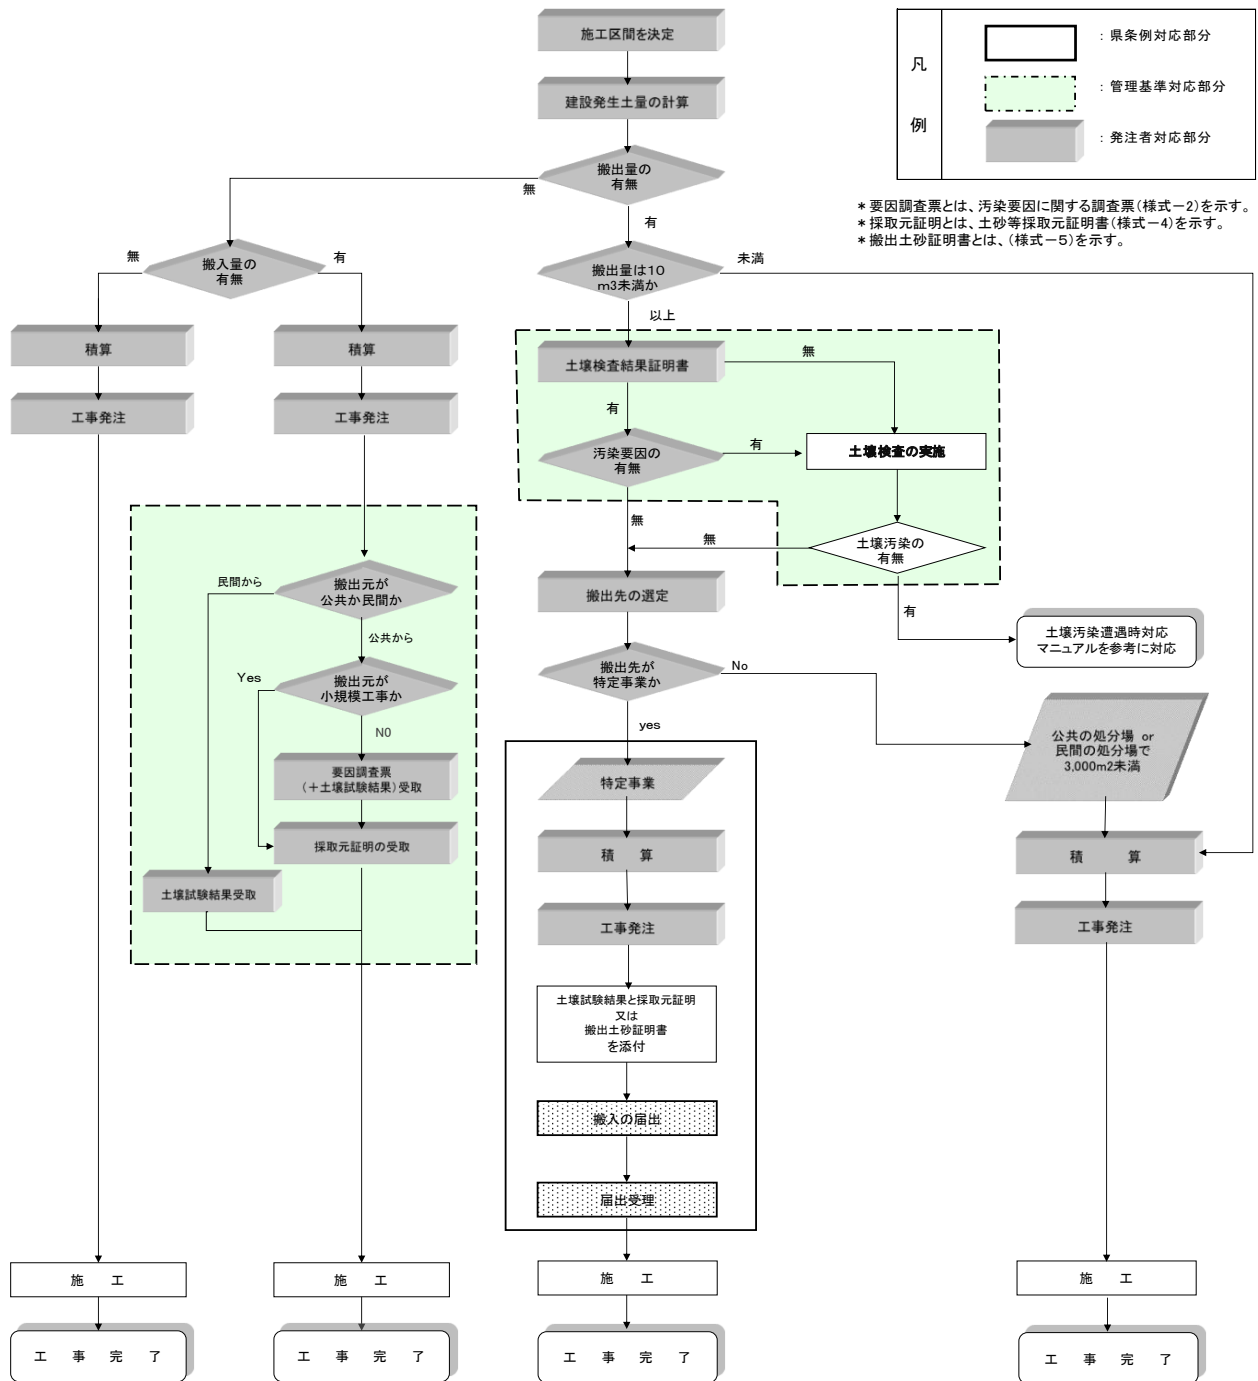 施工区間を決定
建設発生土量の計算
搬出量の
有無
無
有
凡
例
：県条例対応部分
：管理基準対応部分
：発注者対応部分
＊要因調査票とは、汚染要因に関する調査票(様式－2)を示す。
＊採取元証明とは、土砂等採取元証明書(様式－4)を示す。
＊搬出土砂証明書とは、(様式－5)を示す。
搬入量の
有無
無
有
搬出量は10
m3未満か
未満
以上
積算
工事発注
積算
工事発注
土壌検査結果証明書
無
有
汚染要因の
有無
有
無
土壌検査の実施
土壌汚染の
有無
無
有
土壌汚染遭遇時対応
マニュアルを参考に対応
搬出元が
公共か民間か
民間から
公共から
搬出元が
小規模工事か
Yes
N0
要因調査票
(＋土壌試験結果)受取
採取元証明の受取
土壌試験結果受取
搬出先の選定
搬出先が
特定事業か
No
yes
公共の処分場 or
民間の処分場で
3,000m2未満
特定事業
積　算
工事発注
土壌試験結果と採取元証明
又は
搬出土砂証明書
を添付
搬入の届出
届出受理
積　算
工事発注
施　工
施　工
施　工
施　工
工　事　完　了
工　事　完　了
工　事　完　了
工　事　完　了